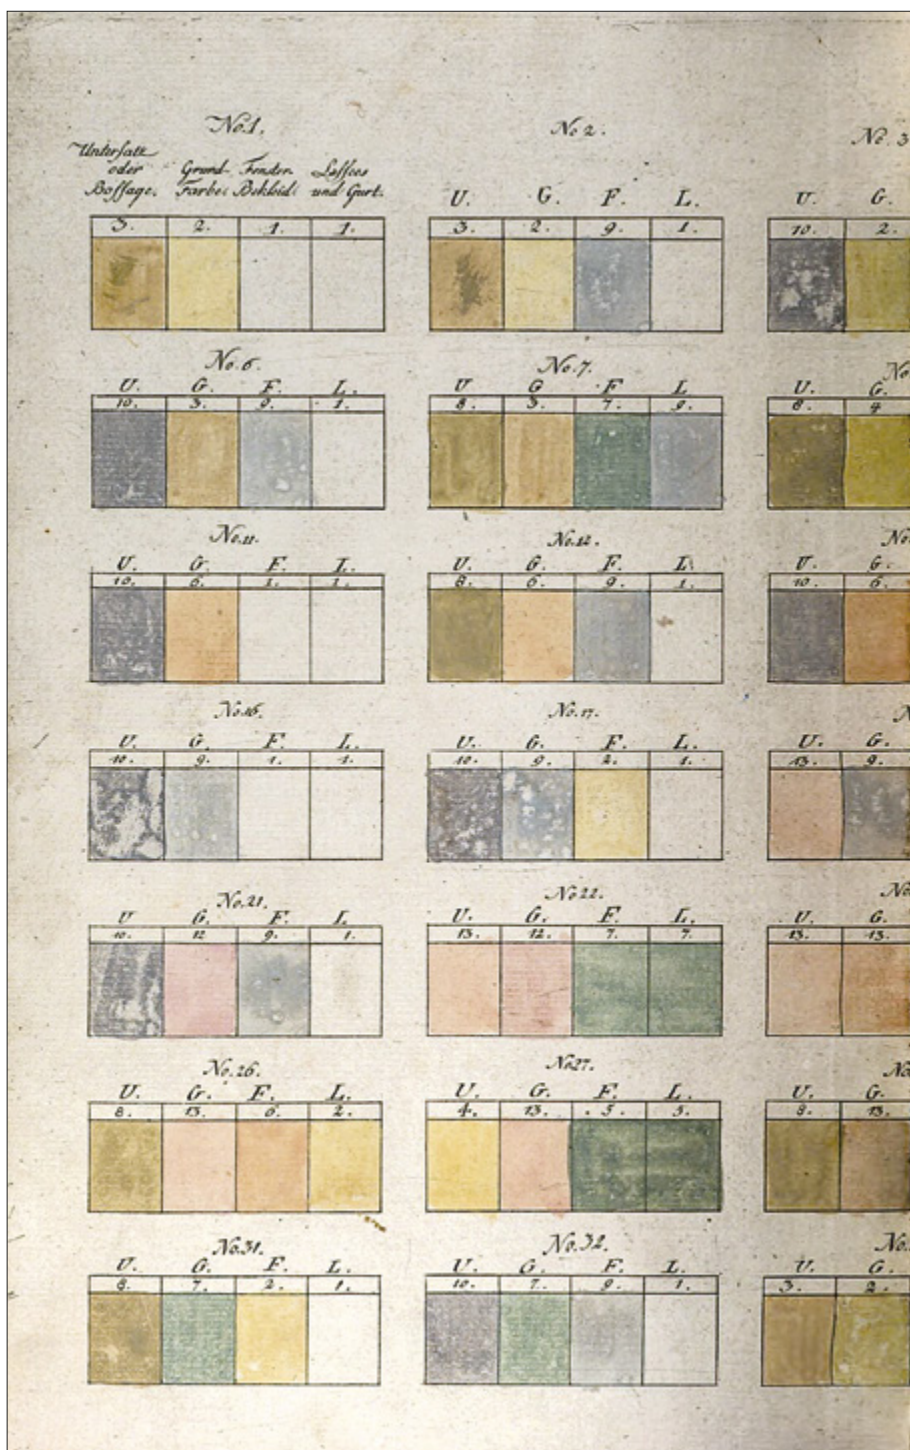 No.1.
No 2.
No. 3
Untersatz oder Bossage.
Grund Farbe:
Fenster Bekleid:
und Gurt.
U. G. F. L.
U. G.
3. 2. 1. 1.
3. 2. 9. 1.
10. 2.
No.6.
No.7.
No
U. G. F. L.
U G F L
U. G.
10. 3. 9. 1.
8. 3. 7. 9.
8. 4
No.11.
No.12.
No.
U. G. F. L.
U. G. F. L.
U. G.
10. 6. 1. 1.
8. 6. 9. 1.
10. 6.
No.16.
No.17.
U. G. F. L.
U. G. F. L.
U. G.
10. 9. 1. 1.
10. 9. 2. 1.
13. 9.
No.21.
No.22.
No
U G. F. L.
U. G. F. L.
U. G.
10. 12 9. 1.
13. 12. 7. 7.
13. 13.
No.26.
No27.
No
U. G. F. L.
U. G. F. L.
U. G.
8. 13. 6. 2.
4. 13. 5. 5.
8. 13.
No.31.
No.32.
No.
U. G. F. L.
U. G. F. L.
U. G.
8. 7. 2. 1.
10. 7. 9. 1.
3. 2.